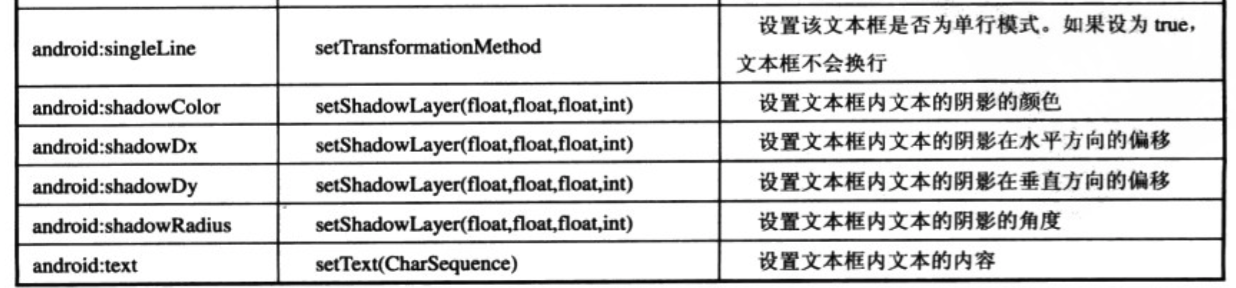 android:singleLine setTransformationMethod 设置该文本框是否为单行模式。如果设为 true，
文本框不会换行
android:shadowColor setShadowLayer(float,float,float,int) 设置文本框内文本的阴影的颜色
android:shadowDx setShadowLayer(float,float,float,int) 设置文本框内文本的阴影在水平方向的偏移
android:shadowDy setShadowLayer(float,float,float,int) 设置文本框内文本的阴影在垂直方向的偏移
android:shadowRadius setShadowLayer(float,float,float,int) 设置文本框内文本的阴影的角度
android:text setText(CharSequence) 设置文本框内文本的内容